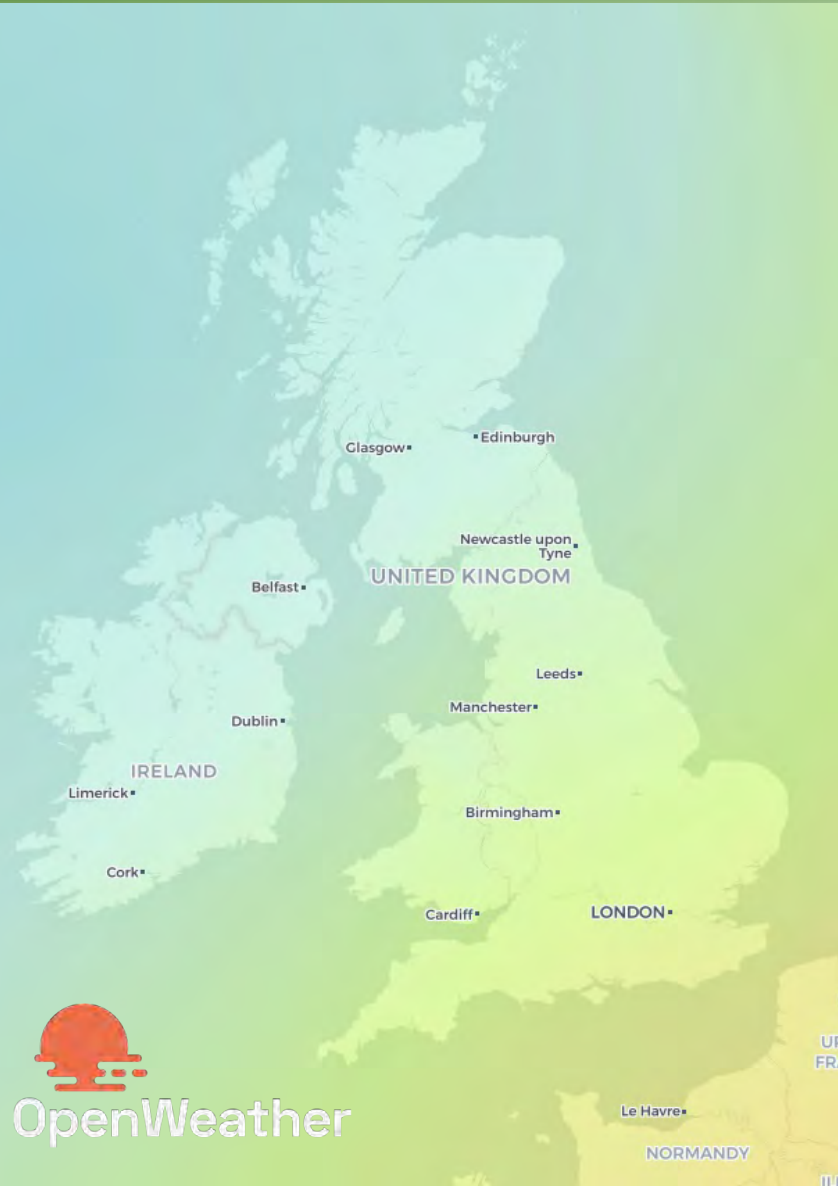 Glasgow
Edinburgh
Newcastle upon
Tyne
UNITED KINGDOM
Belfast
Leeds
Manchester
Dublin
IRELAND
Limerick
Birmingham
Cork
Cardiff
LONDON
OpenWeather
Le Havre
NORMANDY